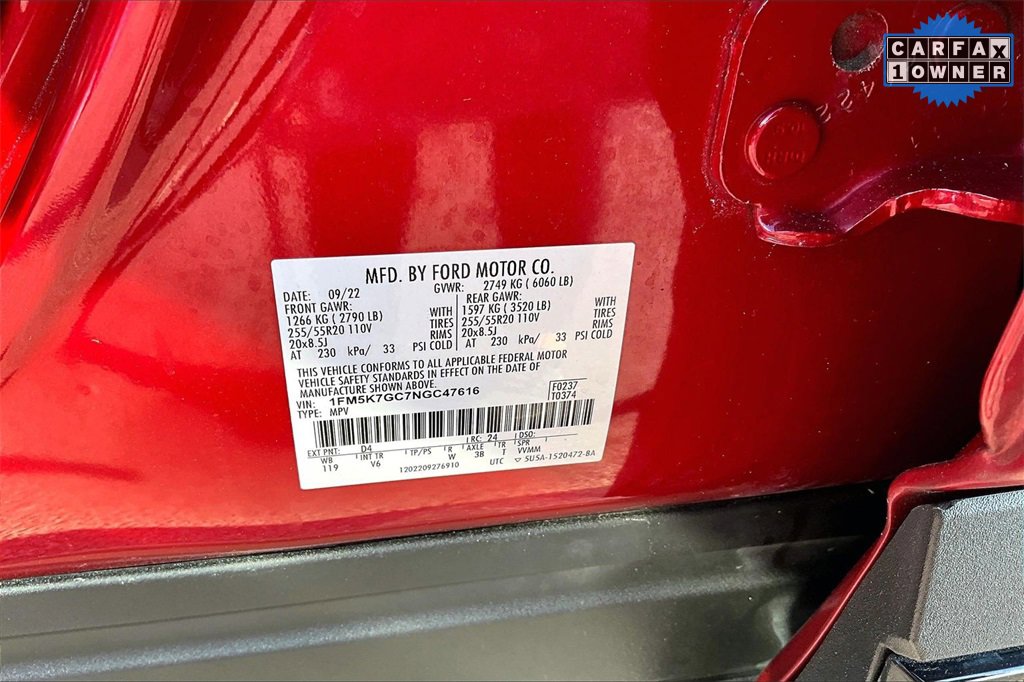 CARFAX
1 OWNER
422
MFD. BY FORD MOTOR CO.
DATE: 09/22 GVWR: 2749 KG ( 6060 LB)
FRONT GAWR: REAR GAWR:
1266 KG ( 2790 LB) WITH 1597 KG ( 3520 LB) WITH
255/55R20 110V TIRES 255/55R20 110V TIRES
20x8.5J RIMS 20x8.5J RIMS
AT 230 kPa/ 33 PSI COLD AT 230 kPa/ 33 PSI COLD
THIS VEHICLE CONFORMS TO ALL APPLICABLE FEDERAL MOTOR
VEHICLE SAFETY STANDARDS IN EFFECT ON THE DATE OF
MANUFACTURE SHOWN ABOVE.
VIN: 1FM5K7GC7NGC47616 F0237
TYPE: MPV T0374
EXT PNT: D4 RC: 24 DSO:
WB INT TR TP/PS R AXLE TR SPR
119 V6 W 3B T VVMM
1202209276910 UTC ▽ SUSA-1520472-BA